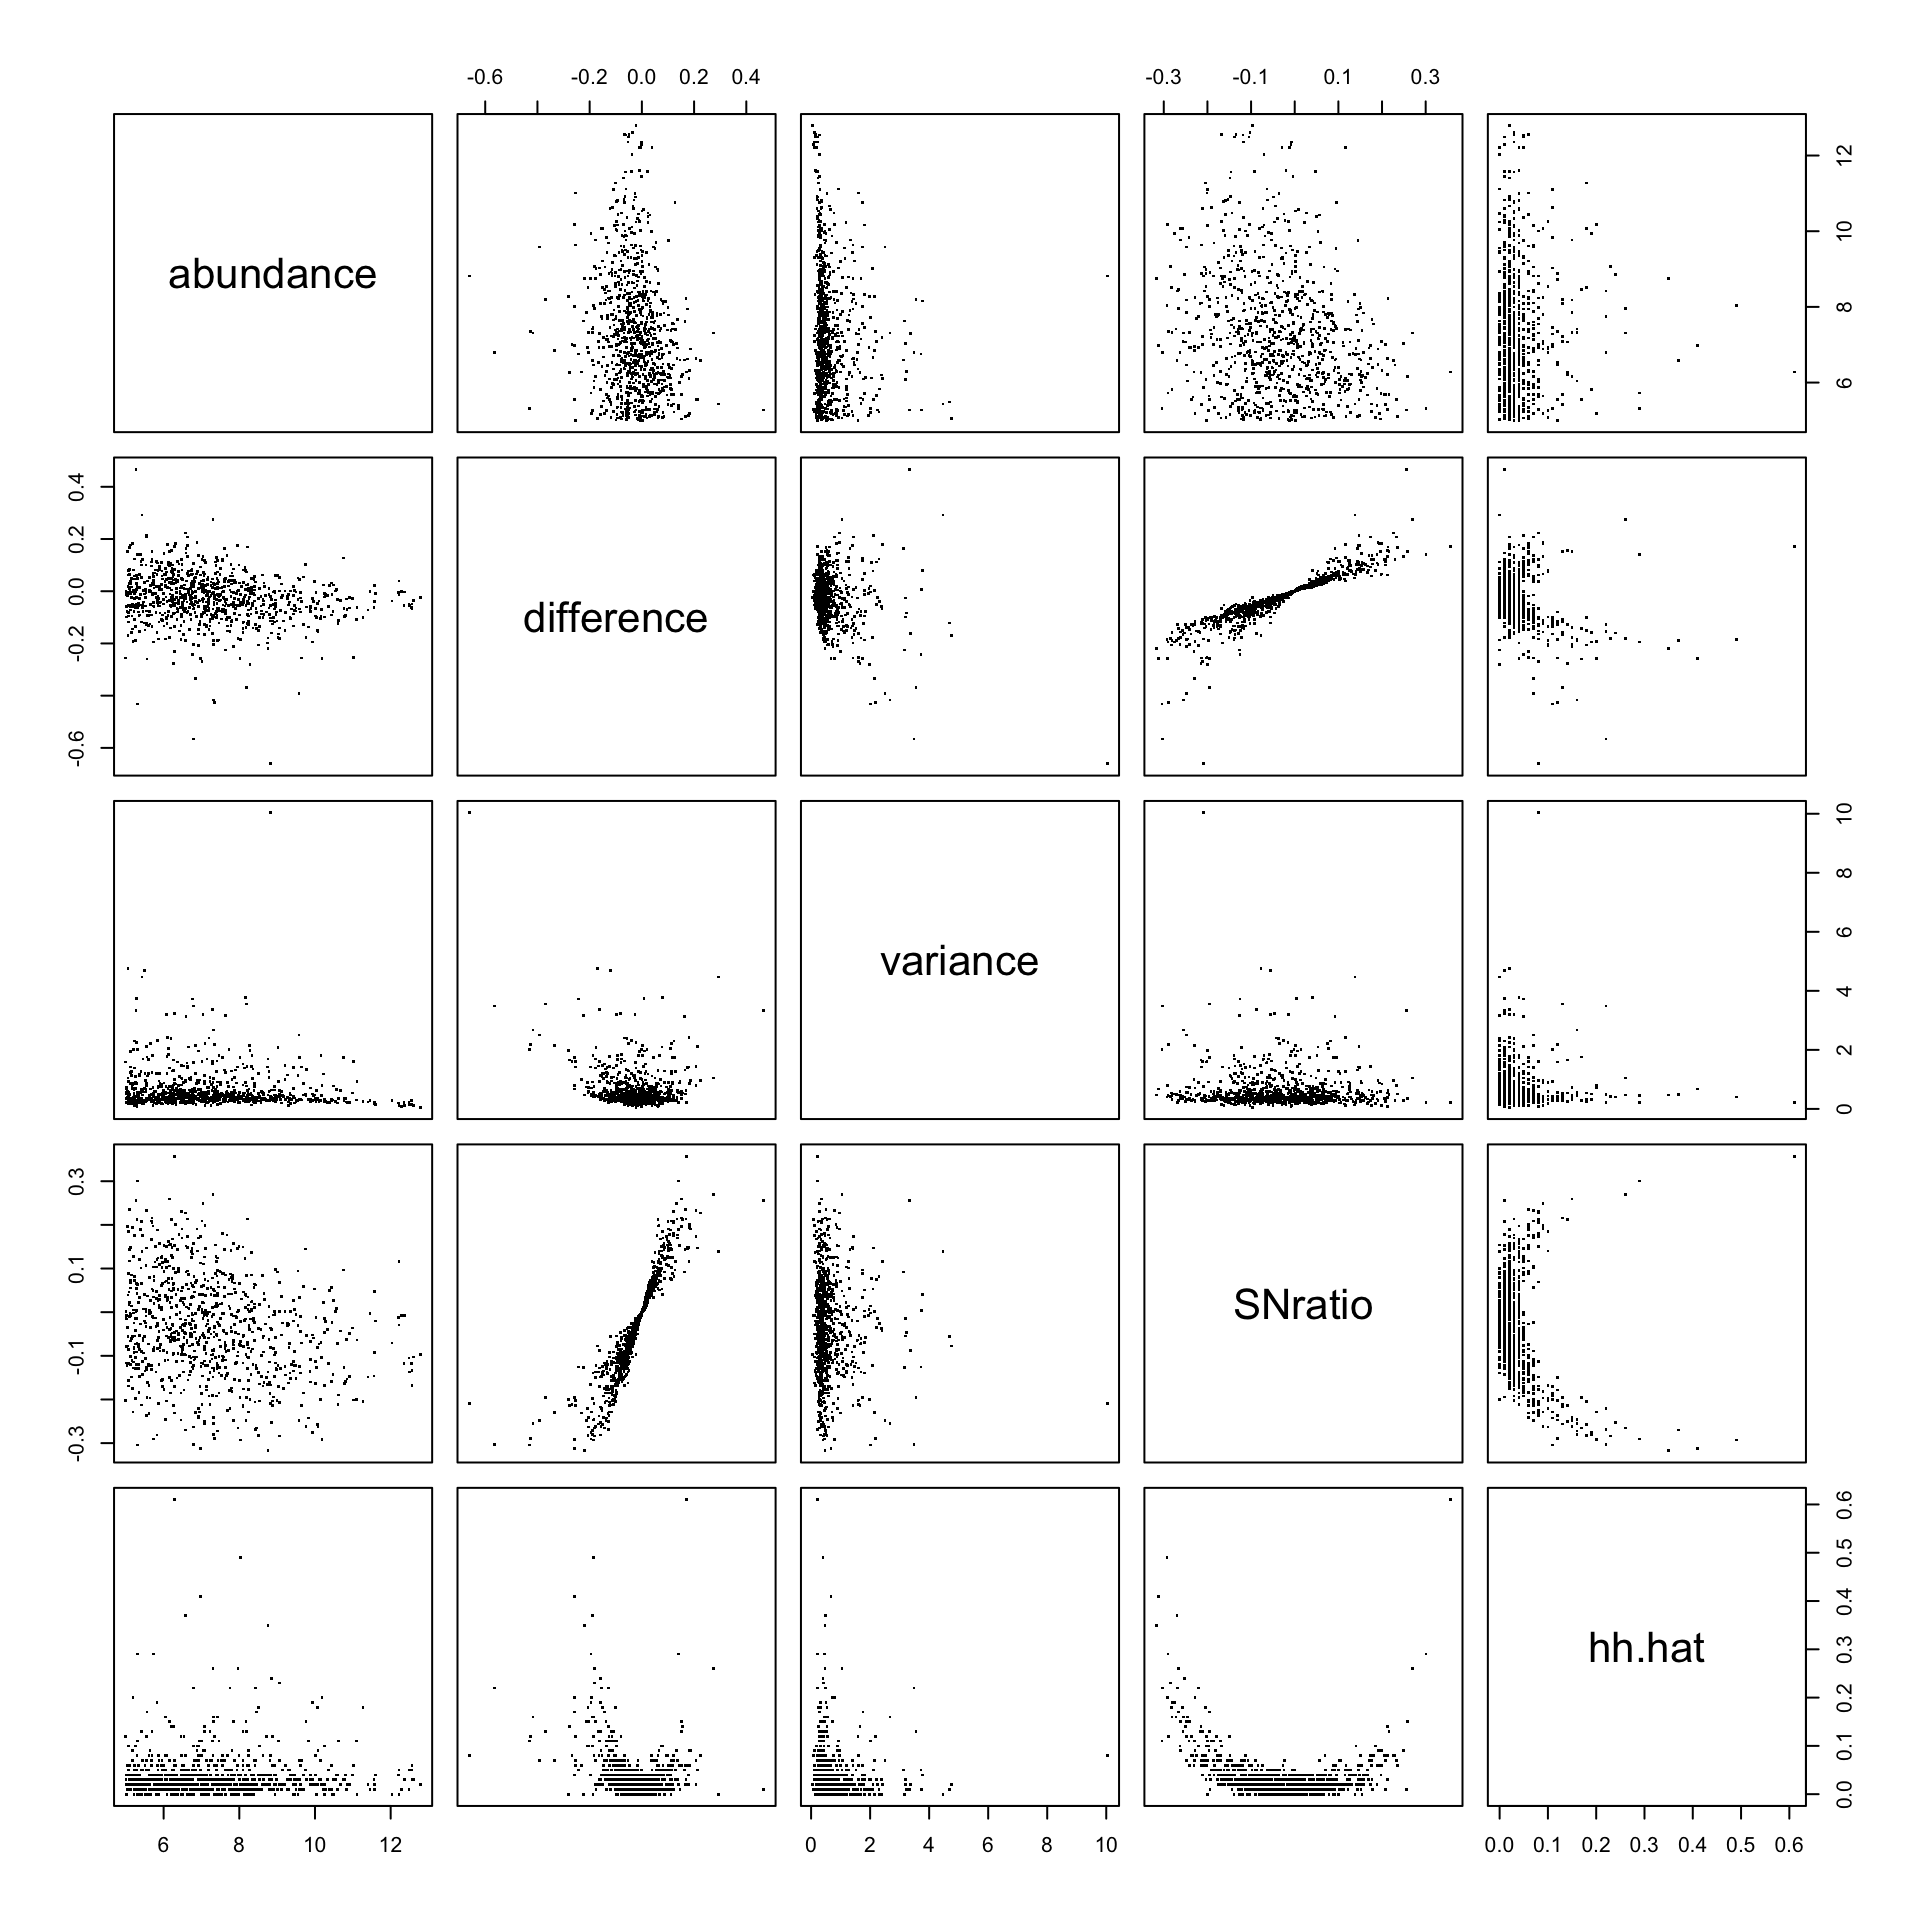 -0.6 -0.2 0.0 0.2 0.4 -0.3 -0.1 0.1 0.3
abundance
6 8 10 12
-0.6 -0.2 0.0 0.2 0.4
difference
variance
0 2 4 6 8 10
-0.3 -0.1 0.1 0.3
SNratio
hh.hat
0.0 0.1 0.2 0.3 0.4 0.5 0.6
6 8 10 12 0 2 4 6 8 10 0.0 0.1 0.2 0.3 0.4 0.5 0.6